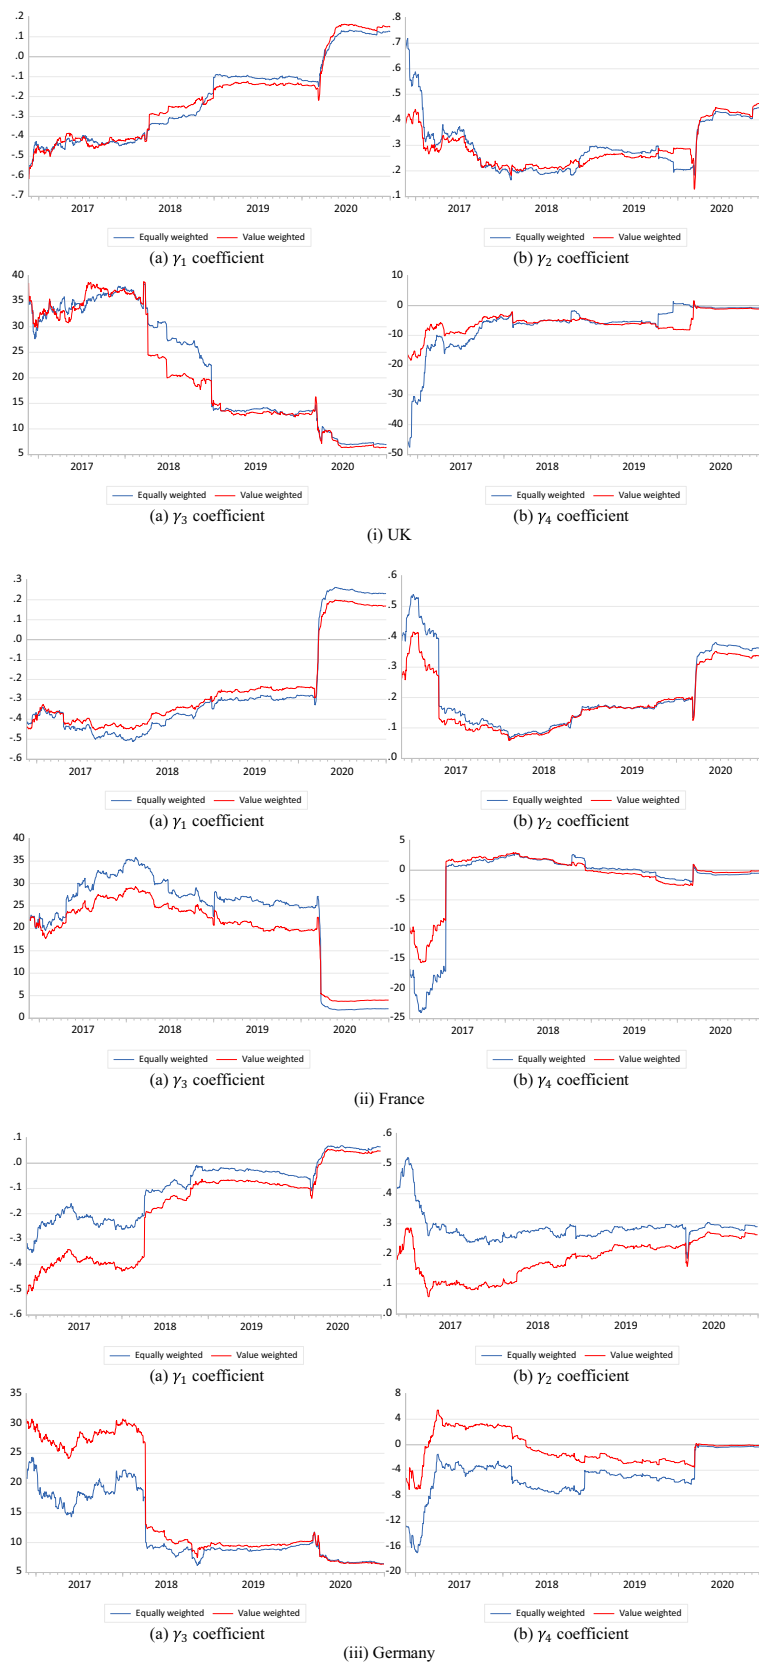 .2
.1
.0
-.1
-.2
-.3
-.4
-.5
-.6
-.7
2017 2018 2019 2020
Equally weighted Value weighted
(a) γ1 coefficient
.8
.7
.6
.5
.4
.3
.2
.1
2017 2018 2019 2020
Equally weighted Value weighted
(b) γ2 coefficient
40
35
30
25
20
15
10
5
2017 2018 2019 2020
Equally weighted Value weighted
(a) γ3 coefficient
10
0
-10
-20
-30
-40
-50
2017 2018 2019 2020
Equally weighted Value weighted
(b) γ4 coefficient
(i) UK
.3
.2
.1
.0
-.1
-.2
-.3
-.4
-.5
-.6
2017 2018 2019 2020
Equally weighted Value weighted
(a) γ1 coefficient
.6
.5
.4
.3
.2
.1
.0
2017 2018 2019 2020
Equally weighted Value weighted
(b) γ2 coefficient
40
35
30
25
20
15
10
5
0
2017 2018 2019 2020
Equally weighted Value weighted
(a) γ3 coefficient
5
0
-5
-10
-15
-20
-25
2017 2018 2019 2020
Equally weighted Value weighted
(b) γ4 coefficient
(ii) France
.1
.0
-.1
-.2
-.3
-.4
-.5
-.6
2017 2018 2019 2020
Equally weighted Value weighted
(a) γ1 coefficient
.6
.5
.4
.3
.2
.1
.0
2017 2018 2019 2020
Equally weighted Value weighted
(b) γ2 coefficient
35
30
25
20
15
10
5
2017 2018 2019 2020
Equally weighted Value weighted
(a) γ3 coefficient
8
4
0
-4
-8
-12
-16
-20
2017 2018 2019 2020
Equally weighted Value weighted
(b) γ4 coefficient
(iii) Germany